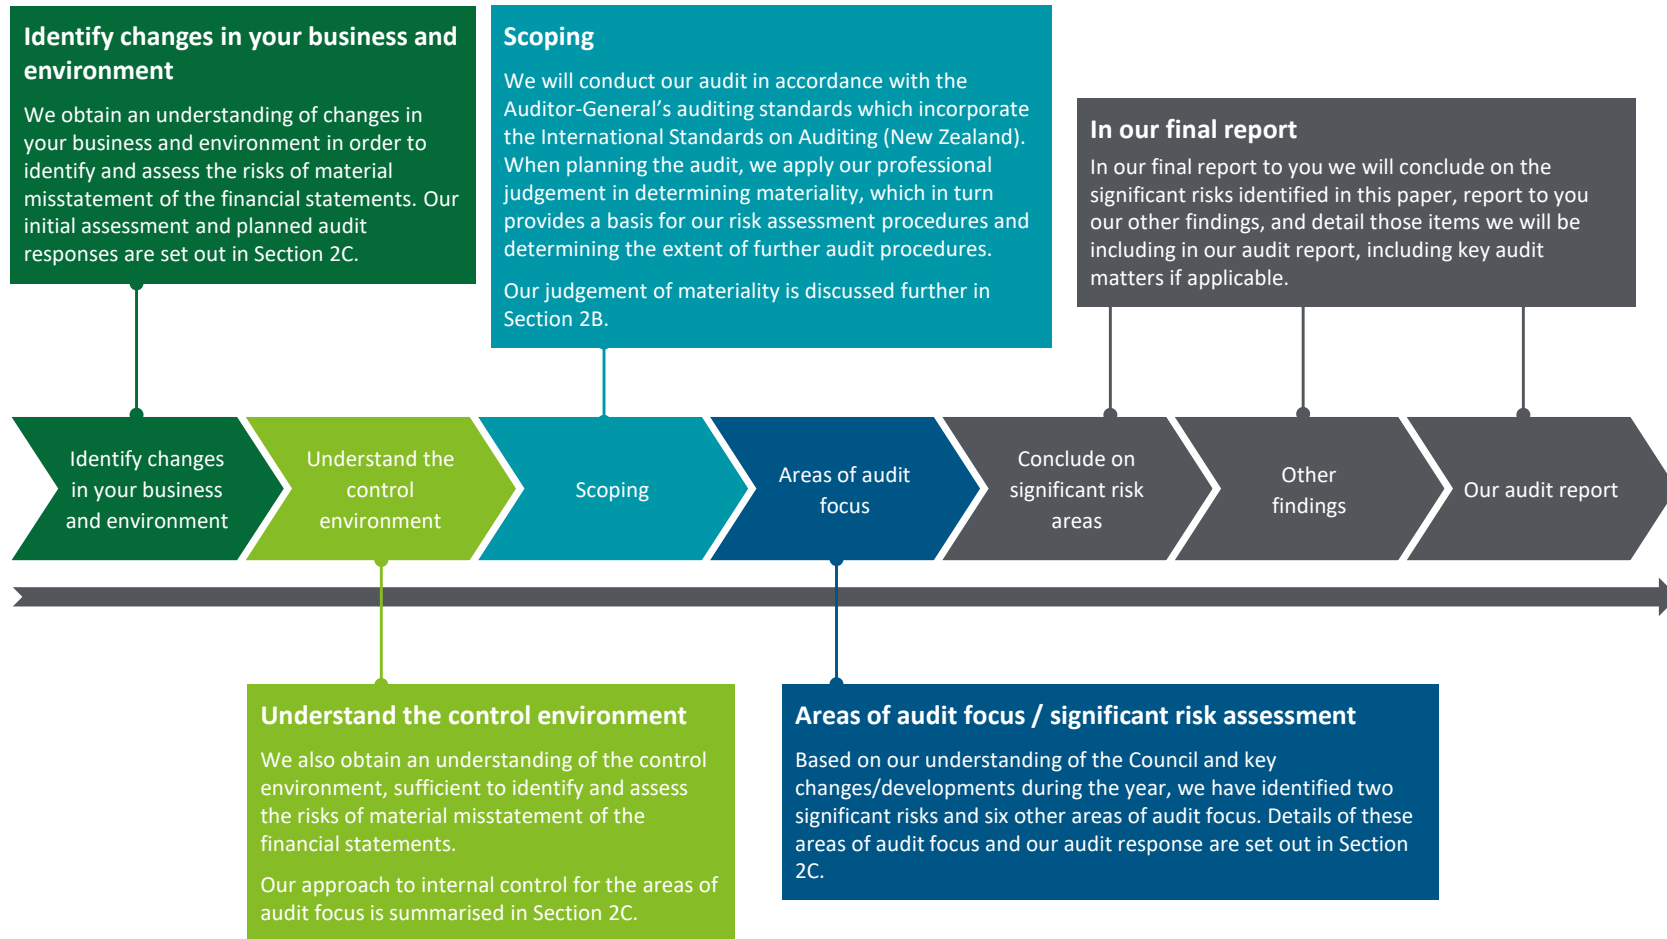 Identify changes in your business and
environment
We obtain an understanding of changes in
your business and environment in order to
identify and assess the risks of material
misstatement of the financial statements. Our
initial assessment and planned audit
responses are set out in Section 2C.
Scoping
We will conduct our audit in accordance with the
Auditor-General’s auditing standards which incorporate
the International Standards on Auditing (New Zealand).
When planning the audit, we apply our professional
judgement in determining materiality, which in turn
provides a basis for our risk assessment procedures and
determining the extent of further audit procedures.
Our judgement of materiality is discussed further in
Section 2B.
In our final report
In our final report to you we will conclude on the
significant risks identified in this paper, report to you
our other findings, and detail those items we will be
including in our audit report, including key audit
matters if applicable.
Identify changes
in your business
and environment
Understand the
control
environment
Scoping
Areas of audit
focus
Conclude on
significant risk
areas
Other
findings
Our audit report
Understand the control environment
We also obtain an understanding of the control
environment, sufficient to identify and assess
the risks of material misstatement of the
financial statements.
Our approach to internal control for the areas of
audit focus is summarised in Section 2C.
Areas of audit focus / significant risk assessment
Based on our understanding of the Council and key
changes/developments during the year, we have identified two
significant risks and six other areas of audit focus. Details of these
areas of audit focus and our audit response are set out in Section
2C.